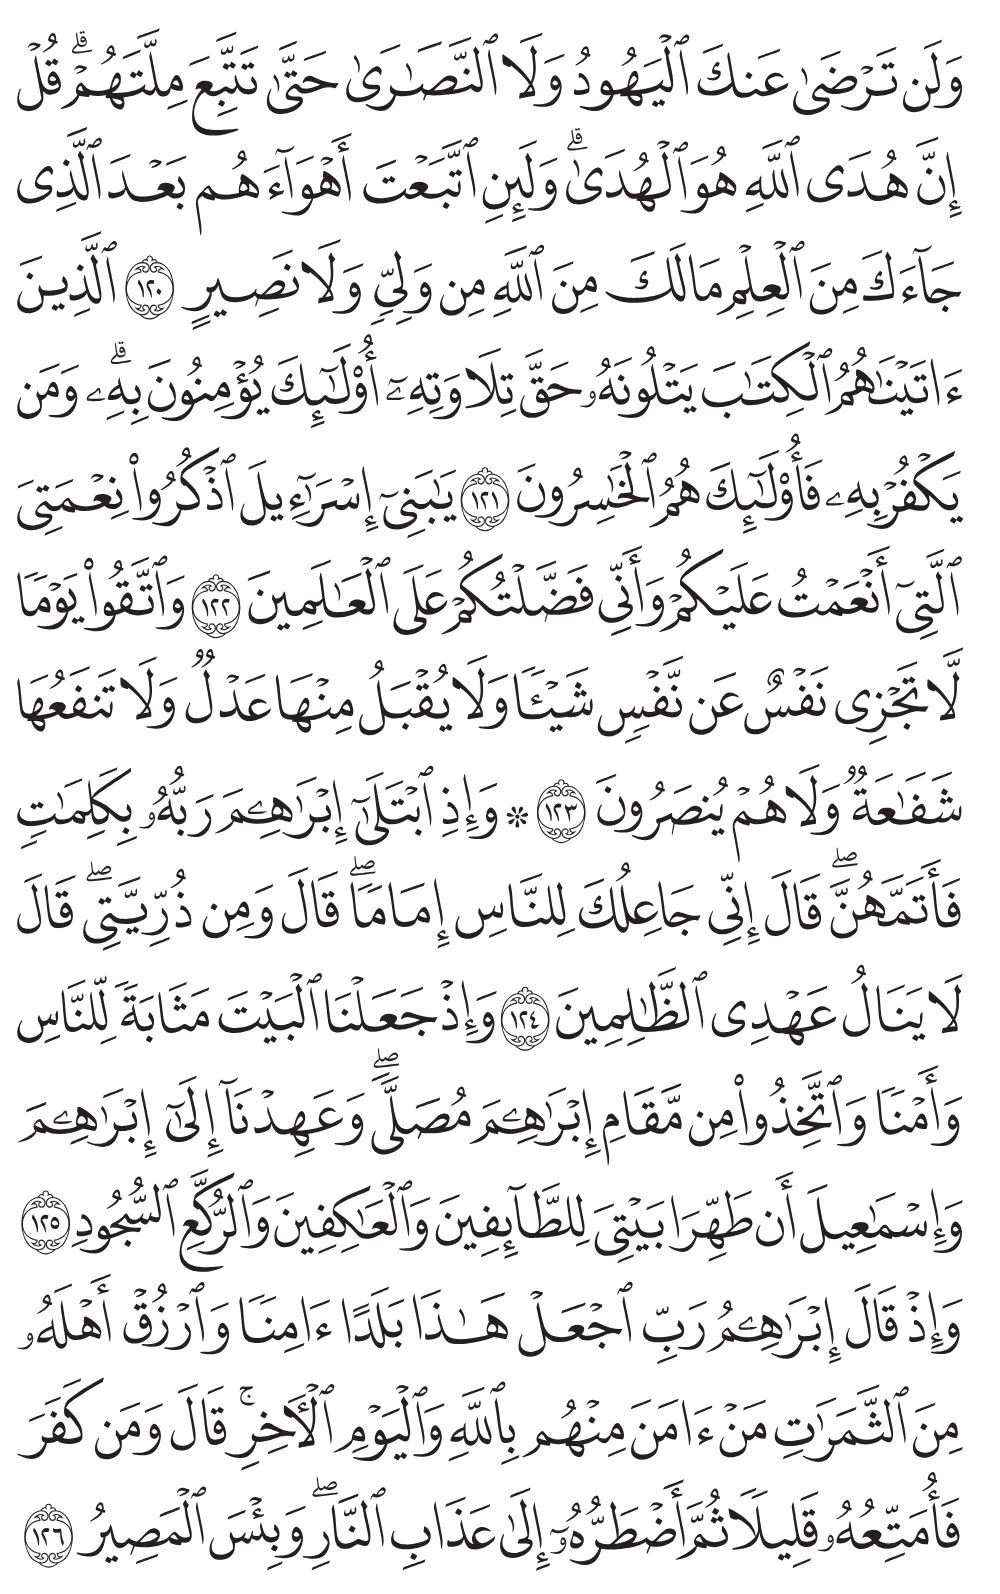 وَلَن تَرۡضَىٰ عَنكَ ٱلۡيَهُودُ وَلَا ٱلنَّصَٰرَىٰ حَتَّىٰ تَتَّبِعَ مِلَّتَهُمۡۗ قُلۡ
إِنَّ هُدَى ٱللَّهِ هُوَ ٱلۡهُدَىٰۗ وَلَئِنِ ٱتَّبَعۡتَ أَهۡوَآءَهُم بَعۡدَ ٱلَّذِي
جَآءَكَ مِنَ ٱلۡعِلۡمِ مَا لَكَ مِنَ ٱللَّهِ مِن وَلِيّٖ وَلَا نَصِيرٍ ١٢٠ ٱلَّذِينَ
ءَاتَيۡنَٰهُمُ ٱلۡكِتَٰبَ يَتۡلُونَهُۥ حَقَّ تِلَاوَتِهِۦٓ أُوْلَٰٓئِكَ يُؤۡمِنُونَ بِهِۦۗ وَمَن
يَكۡفُرۡ بِهِۦ فَأُوْلَٰٓئِكَ هُمُ ٱلۡخَٰسِرُونَ ١٢١ يَٰبَنِيٓ إِسۡرَٰٓءِيلَ ٱذۡكُرُواْ نِعۡمَتِيَ
ٱلَّتِيٓ أَنۡعَمۡتُ عَلَيۡكُمۡ وَأَنِّي فَضَّلۡتُكُمۡ عَلَى ٱلۡعَٰلَمِينَ ١٢٢ وَٱتَّقُواْ يَوۡمٗا
لَّا تَجۡزِي نَفۡسٌ عَن نَّفۡسٖ شَيۡـٔٗا وَلَا يُقۡبَلُ مِنۡهَا عَدۡلٞ وَلَا تَنفَعُهَا
شَفَٰعَةٞ وَلَا هُمۡ يُنصَرُونَ ١٢٣ ۞ وَإِذِ ٱبۡتَلَىٰٓ إِبۡرَٰهِـۧمَ رَبُّهُۥ بِكَلِمَٰتٖ
فَأَتَمَّهُنَّۖ قَالَ إِنِّي جَاعِلُكَ لِلنَّاسِ إِمَامٗاۖ قَالَ وَمِن ذُرِّيَّتِيۖ قَالَ
لَا يَنَالُ عَهۡدِي ٱلظَّٰلِمِينَ ١٢٤ وَإِذۡ جَعَلۡنَا ٱلۡبَيۡتَ مَثَابَةٗ لِّلنَّاسِ
وَأَمۡنٗا وَٱتَّخِذُواْ مِن مَّقَامِ إِبۡرَٰهِـۧمَ مُصَلّٗىۖ وَعَهِدۡنَآ إِلَىٰٓ إِبۡرَٰهِـۧمَ
وَإِسۡمَٰعِيلَ أَن طَهِّرَا بَيۡتِيَ لِلطَّآئِفِينَ وَٱلۡعَٰكِفِينَ وَٱلرُّكَّعِ ٱلسُّجُودِ ١٢٥
وَإِذۡ قَالَ إِبۡرَٰهِـۧمُ رَبِّ ٱجۡعَلۡ هَٰذَا بَلَدًا ءَامِنٗا وَٱرۡزُقۡ أَهۡلَهُۥ
مِنَ ٱلثَّمَرَٰتِ مَنۡ ءَامَنَ مِنۡهُم بِٱللَّهِ وَٱلۡيَوۡمِ ٱلۡأٓخِرِۚ قَالَ وَمَن كَفَرَ
فَأُمَتِّعُهُۥ قَلِيلٗا ثُمَّ أَضۡطَرُّهُۥٓ إِلَىٰ عَذَابِ ٱلنَّارِۖ وَبِئۡسَ ٱلۡمَصِيرُ ١٢٦